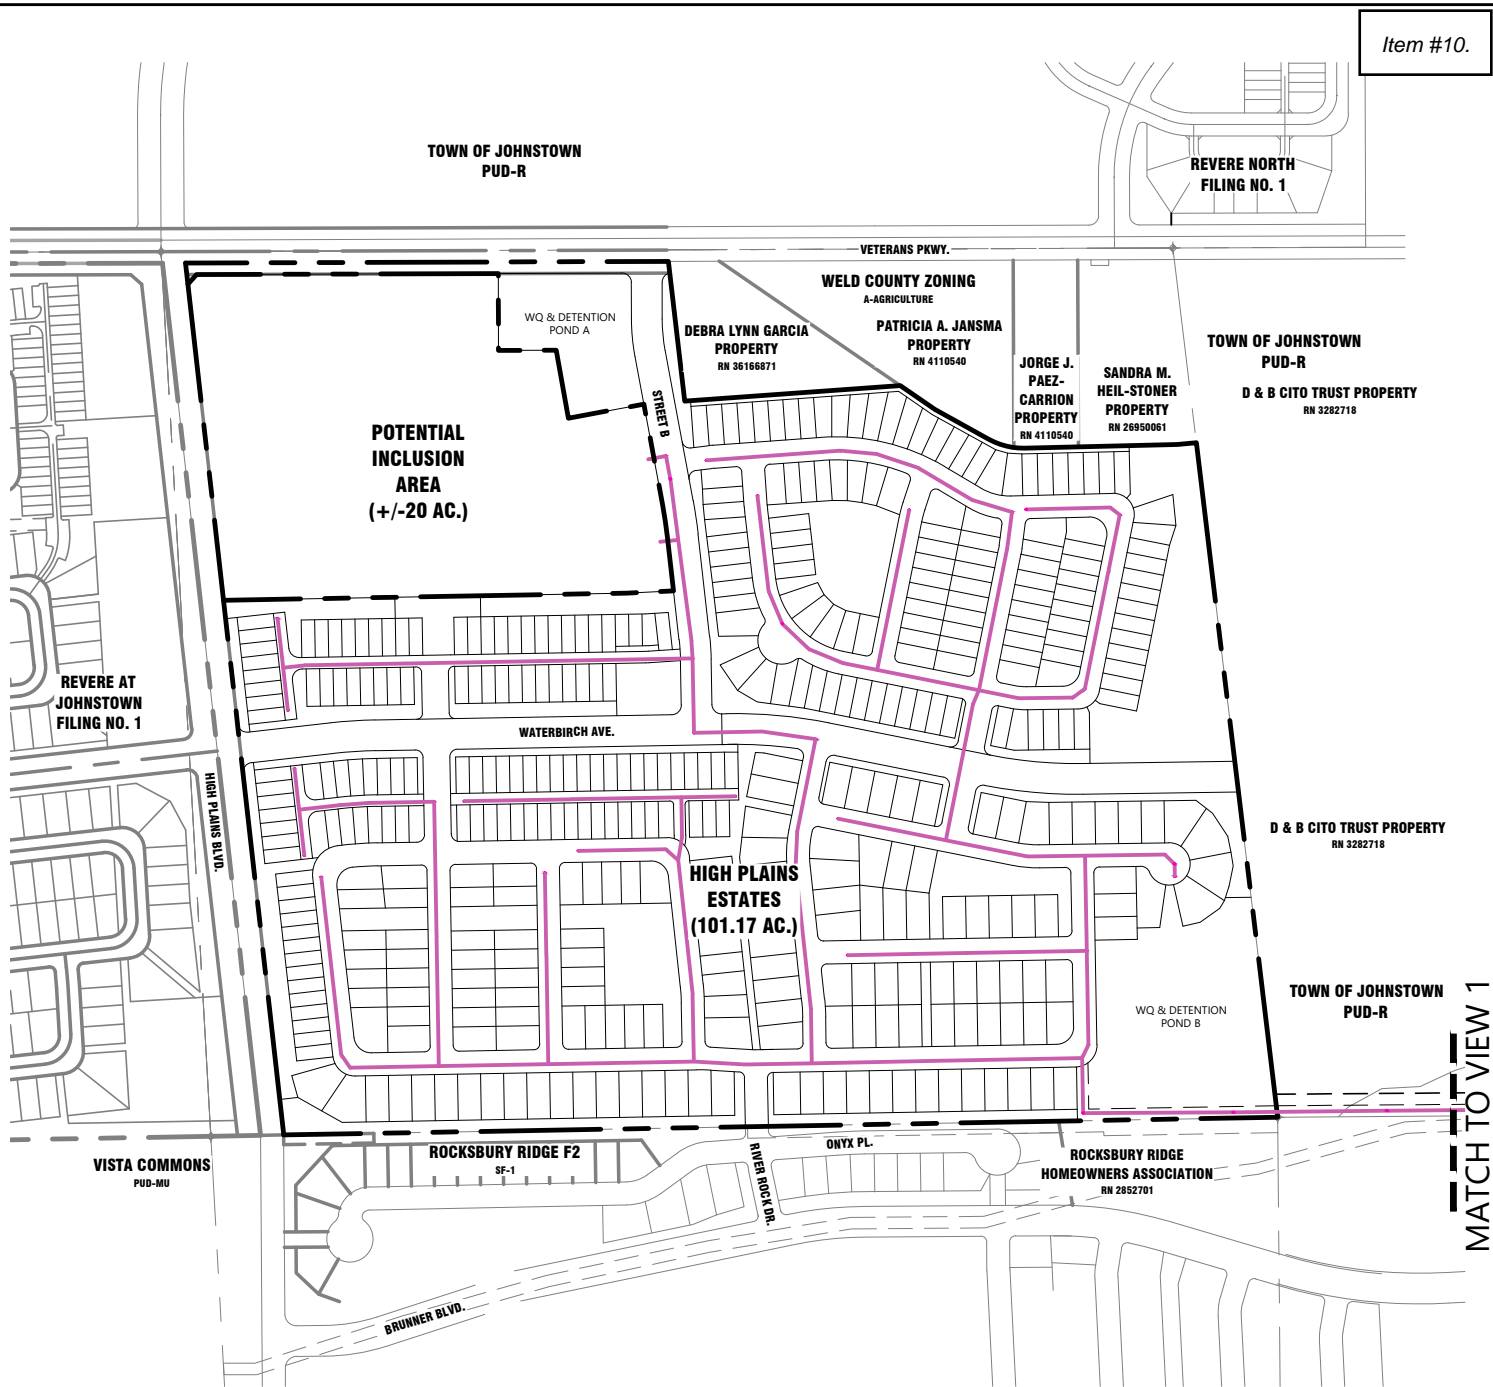 Item #10.
TOWN OF JOHNSTOWN
PUD-R
REVERE NORTH
FILING NO. 1
VETERANS PKWY.
WELD COUNTY ZONING
A-AGRICULTURE
WQ & DETENTION
POND A
DEBRA LYNN GARCIA
PROPERTY
RN 36166871
PATRICIA A. JANSMA
PROPERTY
RN 4110540
JORGE J.
PAEZ-
CARRION
PROPERTY
RN 4110540
SANDRA M.
HEIL-STONER
PROPERTY
RN 26950061
TOWN OF JOHNSTOWN
PUD-R
D & B CITO TRUST PROPERTY
RN 3282718
STREET B
POTENTIAL
INCLUSION
AREA
(+/-20 AC.)
REVERE AT
JOHNSTOWN
FILING NO. 1
WATERBIRCH AVE.
HIGH PLAINS BLVD.
D & B CITO TRUST PROPERTY
RN 3282718
HIGH PLAINS
ESTATES
(101.17 AC.)
WQ & DETENTION
POND B
TOWN OF JOHNSTOWN
PUD-R
MATCH TO VIEW 1
VISTA COMMONS
PUD-MU
ROCKSBURY RIDGE F2
SF-1
RIVER ROCK DR.
ONYX PL.
ROCKSBURY RIDGE
HOMEOWNERS ASSOCIATION
RN 2852701
BRUNNER BLVD.